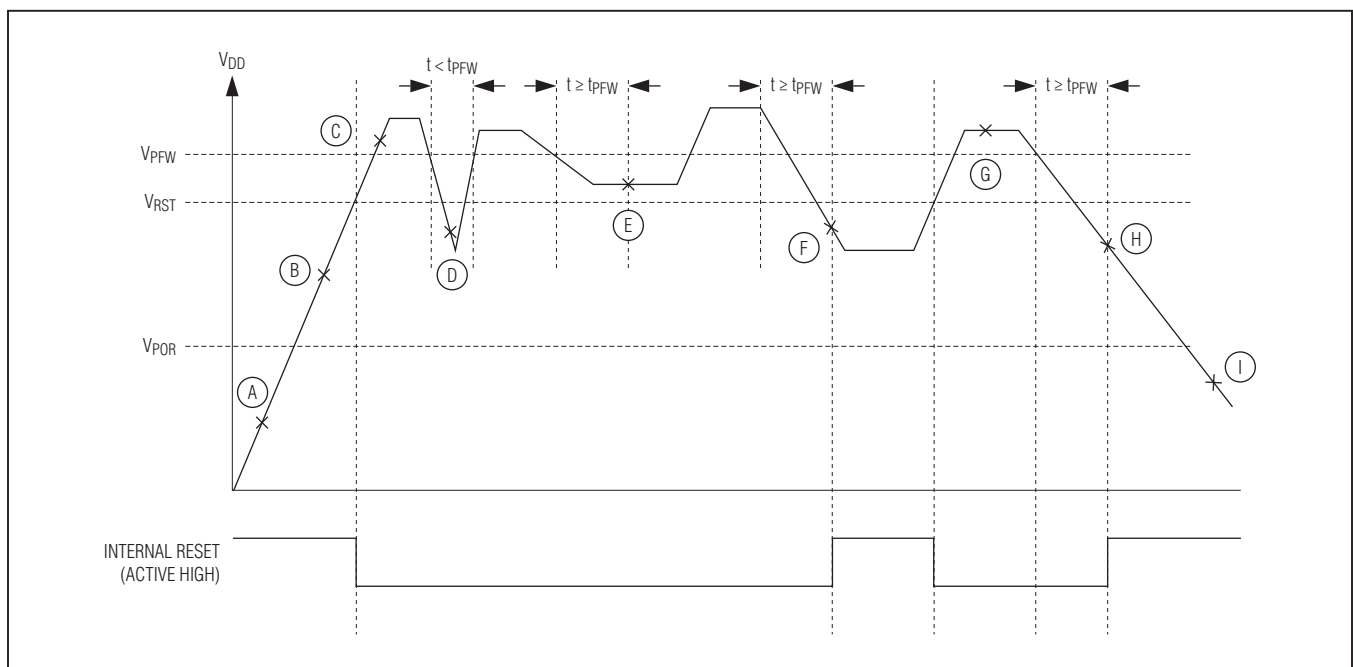 VDD
t < tPFW
t ≥ tPFW
t ≥ tPFW
t ≥ tPFW
C
VPFW
G
VRST
E
F
H
B
D
VPOR
I
A
INTERNAL RESET
(ACTIVE HIGH)